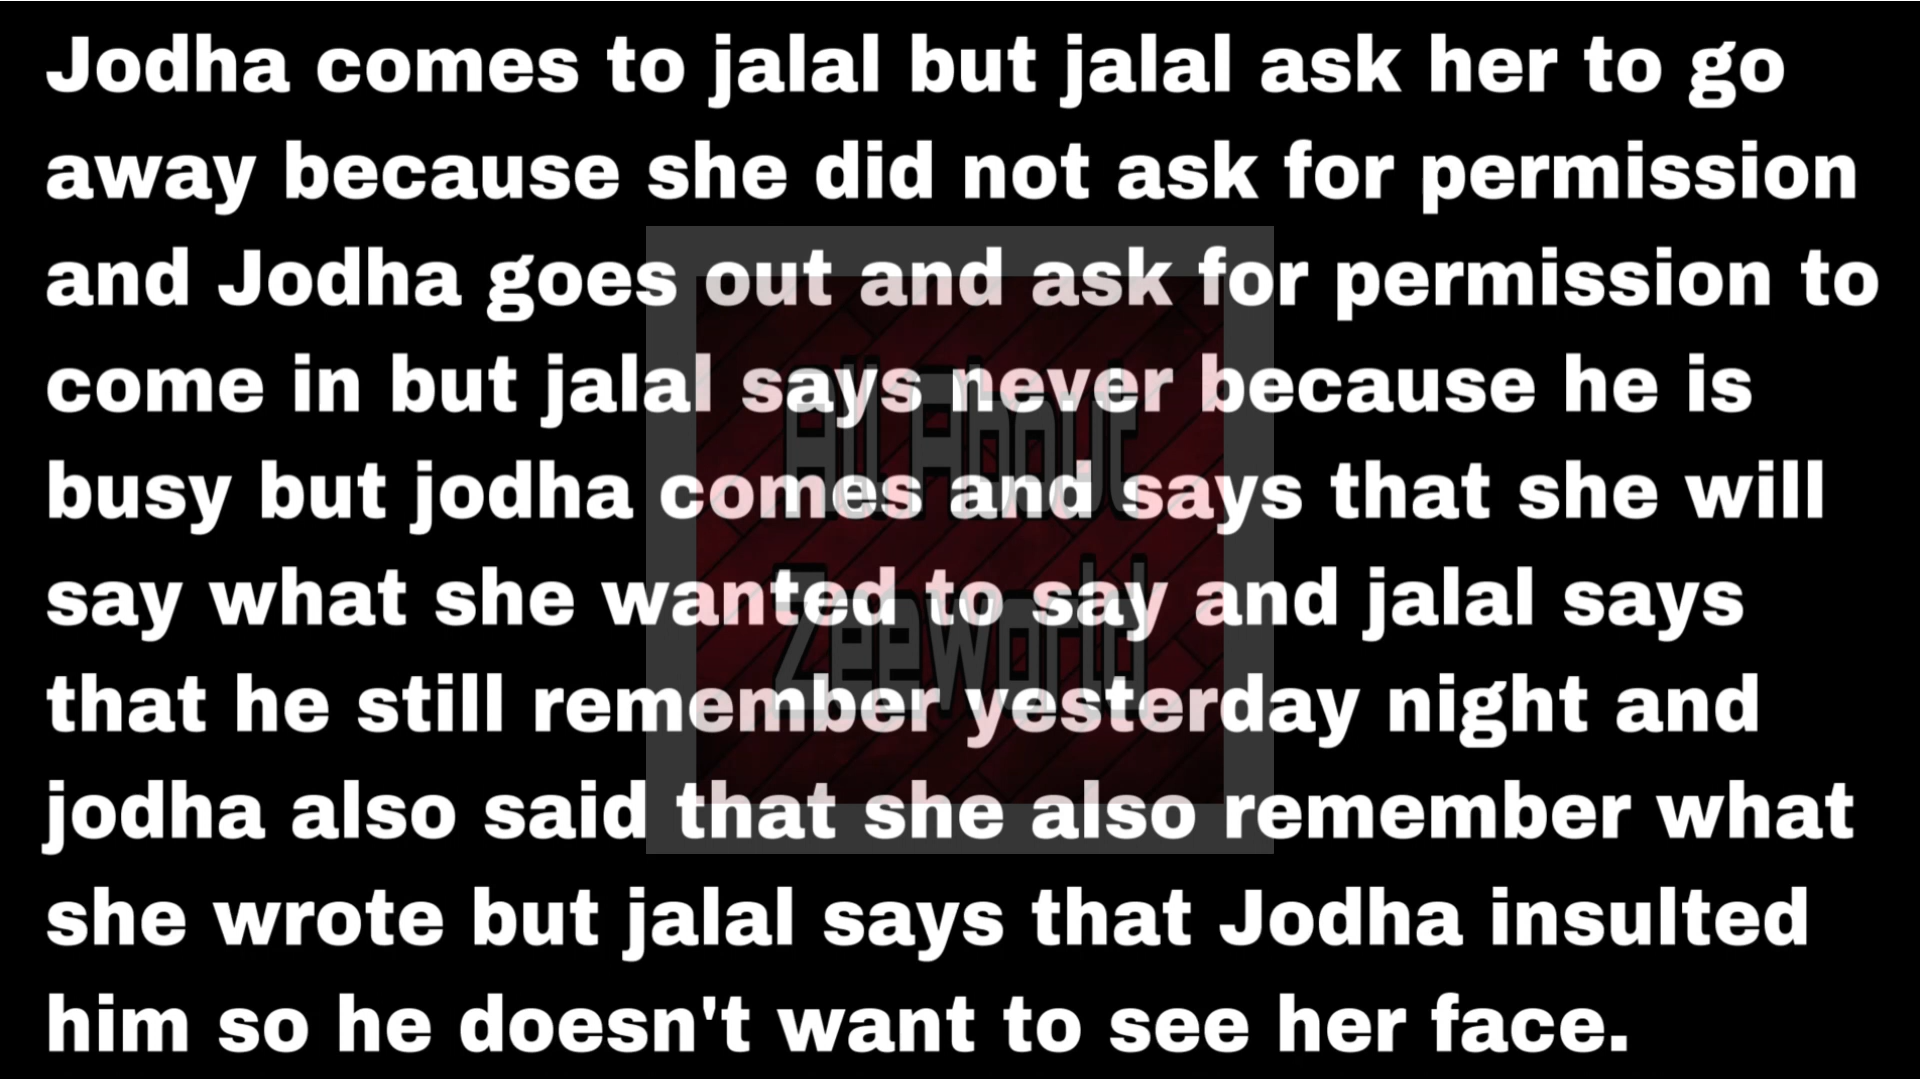 Jodha comes to jalal but jalal ask her to go
away because she did not ask for permission
and Jodha goes out and ask for permission to
come in but jalal says never because he is
busy but jodha comes and says that she will
say what she wanted to say and jalal says
that he still remember yesterday night and
jodha also said that she also remember what
she wrote but jalal says that Jodha insulted
him so he doesn't want to see her face.
All About
Zeeworld